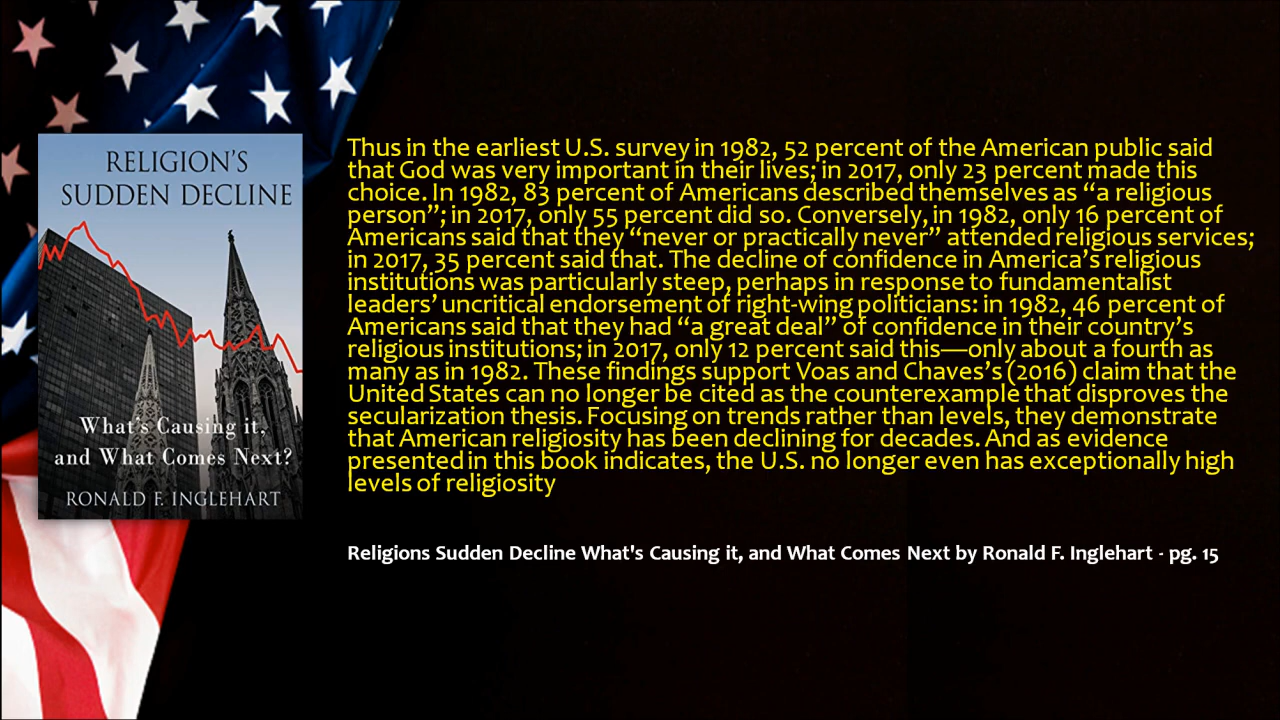 RELIGION'S
SUDDEN DECLINE
What's Causing it,
and What Comes Next?
RONALD F. INGLEHART
Thus in the earliest U.S. survey in 1982, 52 percent of the American public said
that God was very important in their lives; in 2017, only 23 percent made this
choice. In 1982, 83 percent of Americans described themselves as “a religious
person”; in 2017, only 55 percent did so. Conversely, in 1982, only 16 percent of
Americans said that they “never or practically never” attended religious services;
in 2017, 35 percent said that. The decline of confidence in America’s religious
institutions was particularly steep, perhaps in response to fundamentalist
leaders’ uncritical endorsement of right-wing politicians: in 1982, 46 percent of
Americans said that they had “a great deal” of confidence in their country’s
religious institutions; in 2017, only 12 percent said this—only about a fourth as
many as in 1982. These findings support Voas and Chaves’s (2016) claim that the
United States can no longer be cited as the counterexample that disproves the
secularization thesis. Focusing on trends rather than levels, they demonstrate
that American religiosity has been declining for decades. And as evidence
presented in this book indicates, the U.S. no longer even has exceptionally high
levels of religiosity
Religions Sudden Decline What's Causing it, and What Comes Next by Ronald F. Inglehart - pg. 15